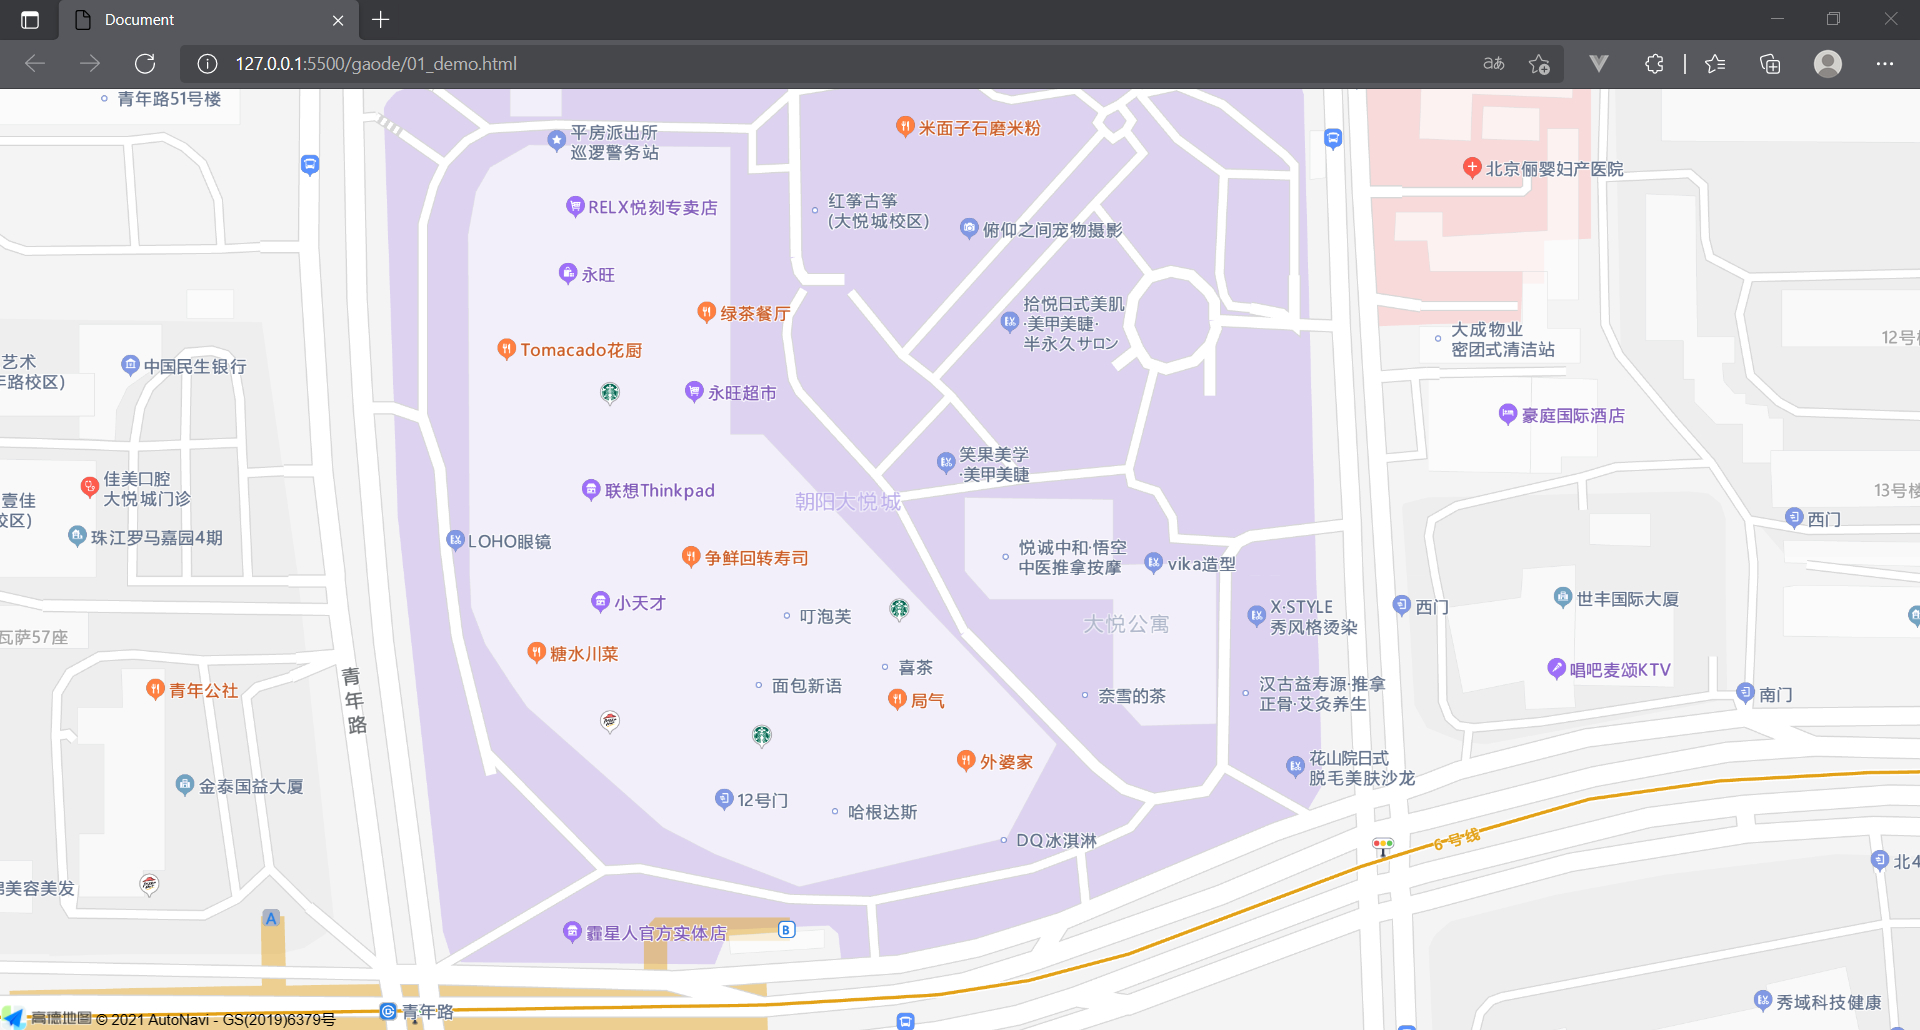 Document
127.0.0.1:5500/gaode/01_demo.html
青年路51号楼
平房派出所
巡逻警务站
米面子石磨米粉
北京俪婴妇产医院
RELX悦刻专卖店
红筝古筝
(大悦城校区)
俯仰之间宠物摄影
永旺
绿茶餐厅
拾悦日式美肌
·美甲美睫·
半永久サロン
大成物业
密团式清洁站
12号
艺术
路校区)
中国民生银行
Tomacado花厨
永旺超市
豪庭国际酒店
笑果美学
·美甲美睫
佳美口腔
大悦城门诊
壹佳
校区)
联想Thinkpad
朝阳大悦城
13号楼
西门
珠江罗马嘉园4期
LOHO眼镜
争鲜回转寿司
悦诚中和·悟空
中医推拿按摩
vika造型
小天才
叮泡芙
大悦公寓
X·STYLE
秀风格烫染
西门
世丰国际大厦
瓦萨57座
糖水川菜
喜茶
唱吧麦颂KTV
青年公社
青年路
面包新语
局气
奈雪的茶
汉古益寿源·推拿
正骨·艾灸养生
南门
外婆家
花山院日式
脱毛美肤沙龙
金泰国益大厦
12号门
哈根达斯
DQ冰淇淋
6号线
北4
美容美发
A
霾星人官方实体店
B
秀域科技健康
高德地图 © 2021 AutoNavi - GS(2019)6379号
青年路